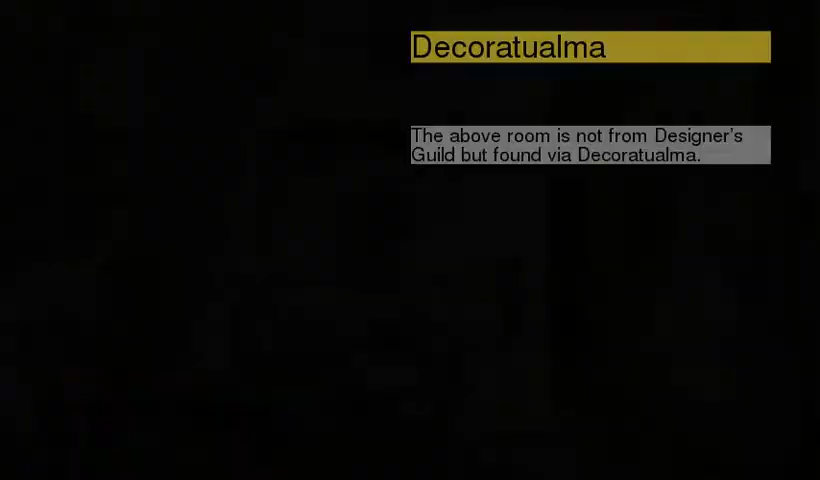 Decoratualma
The above room is not from Designer's
Guild but found via Decoratualma.